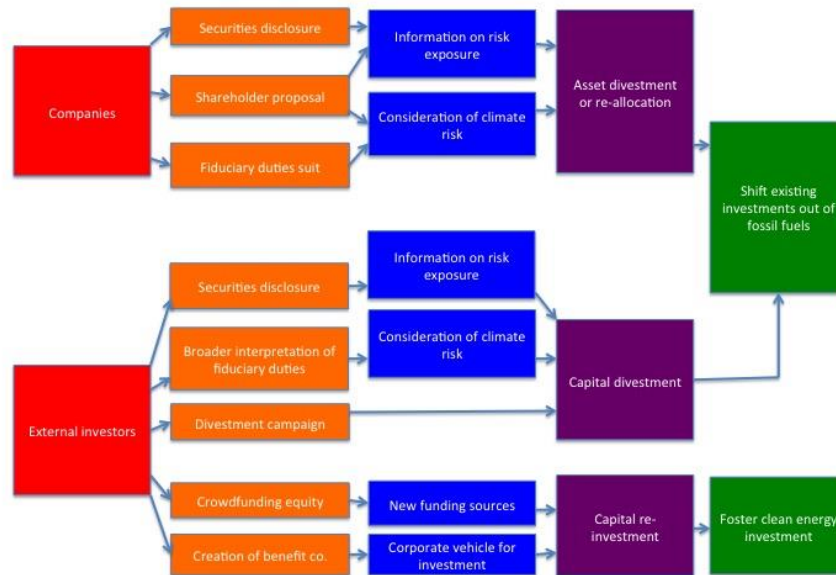 Securities disclosure
Information on risk
exposure
Shareholder proposal
Companies
Asset divestment
or re-allocation
Consideration of climate
risk
Fiduciary duties suit
Shift existing
investments out of
fossil fuels
Information on risk
exposure
Securities disclosure
Broader interpretation of
fiduciary duties
Consideration of climate
risk
Capital divestment
Divestment campaign
External investors
Crowdfunding equity
New funding sources
Capital re-
investment
Foster clean energy
investment
Creation of benefit co.
Corporate vehicle for
investment